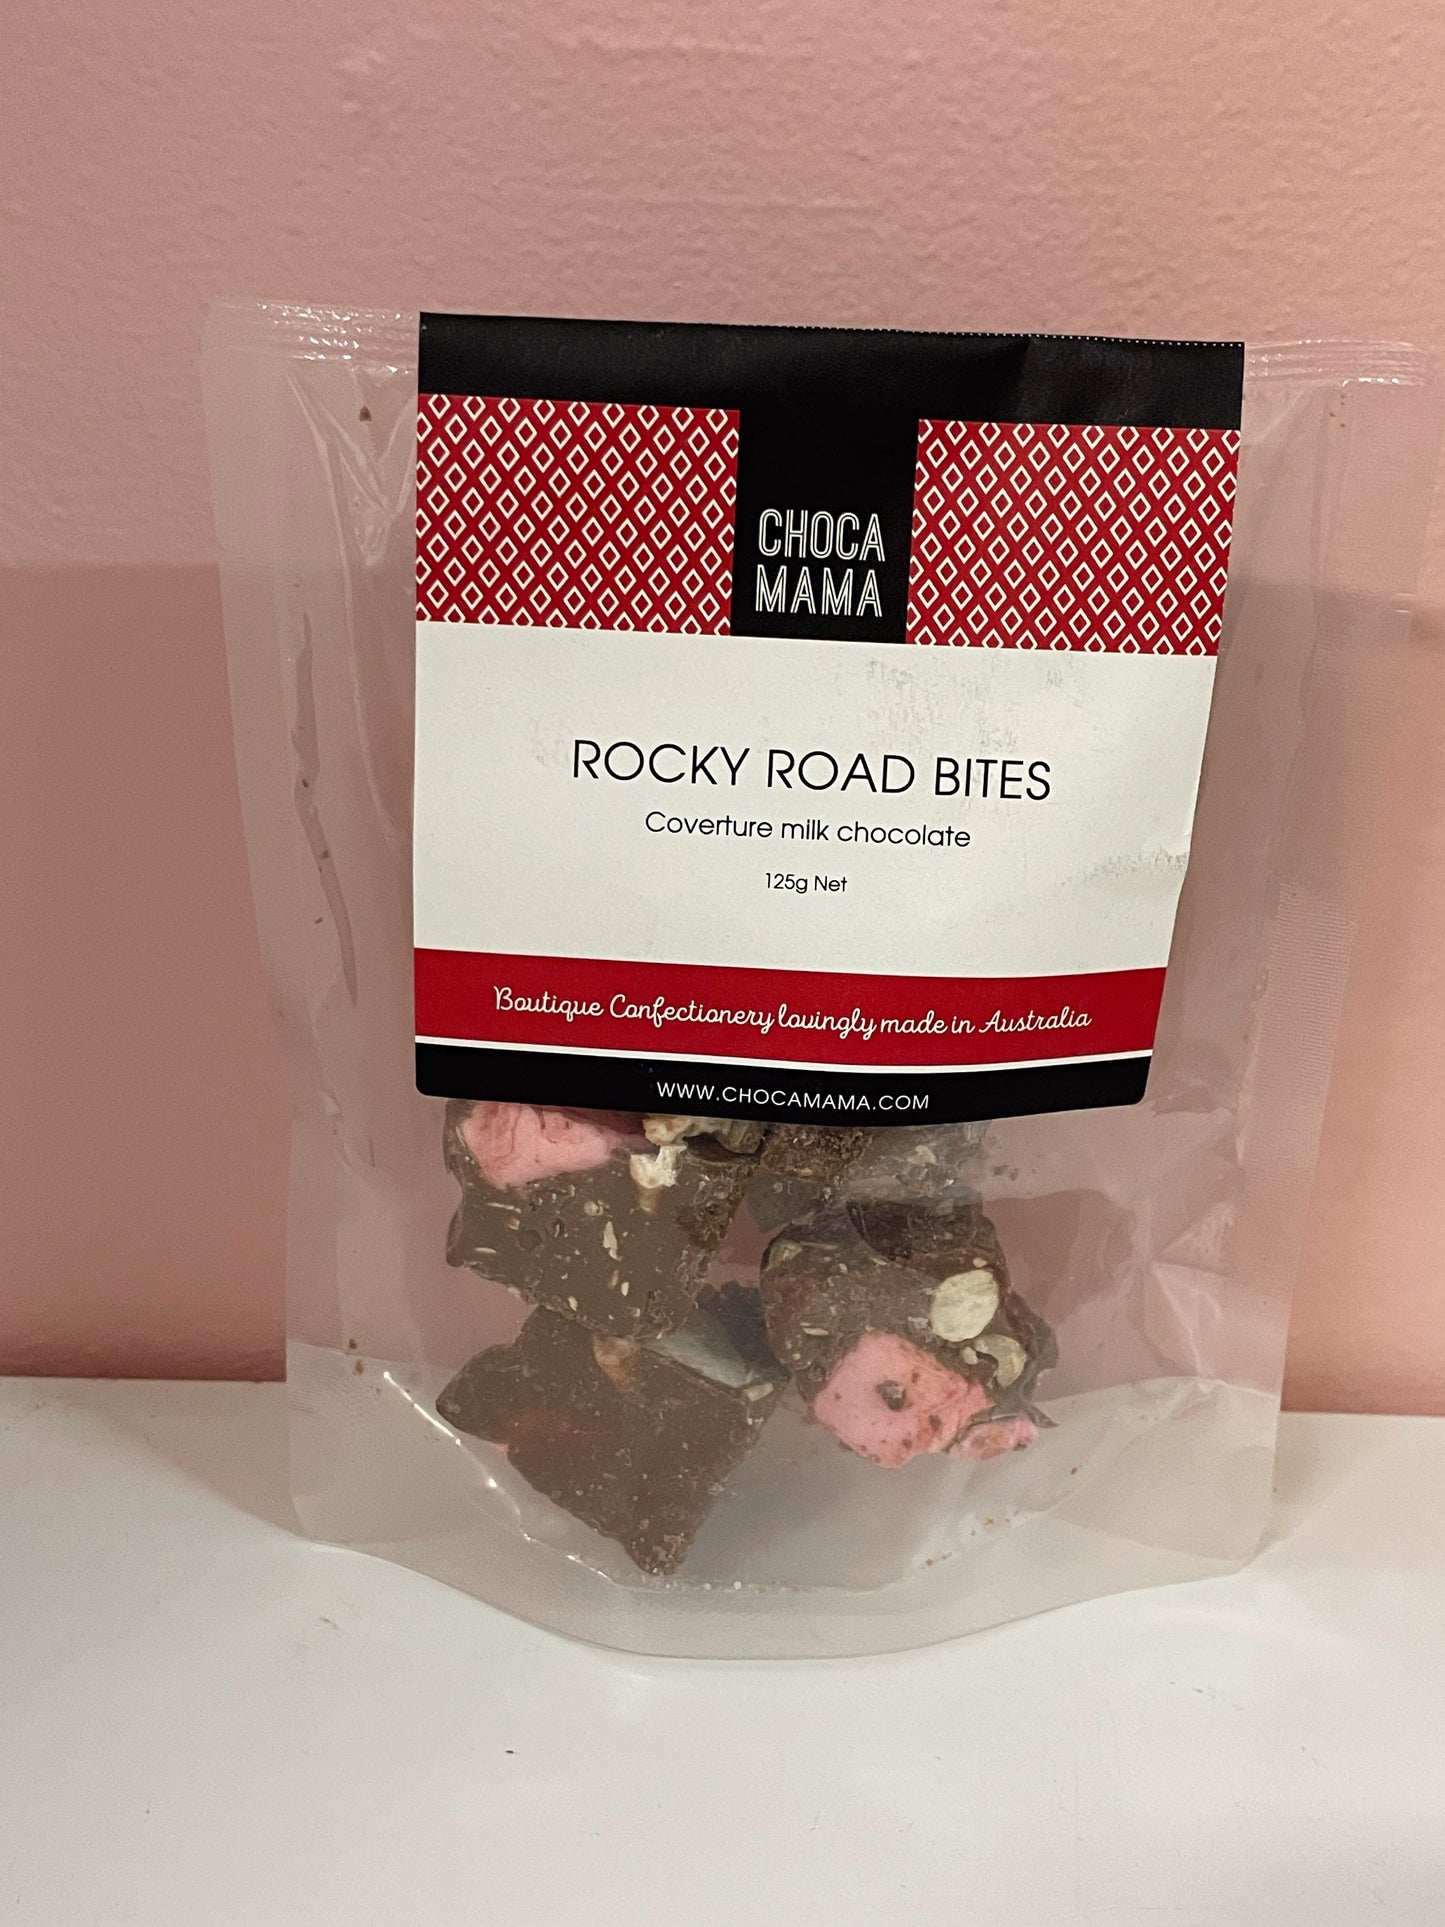 CHOCA
MAMA
ROCKY ROAD BITES
Coverture milk chocolate
125g Net
Boutique Confectionery lovingly made in Australia
WWW.CHOCAMAMA.COM